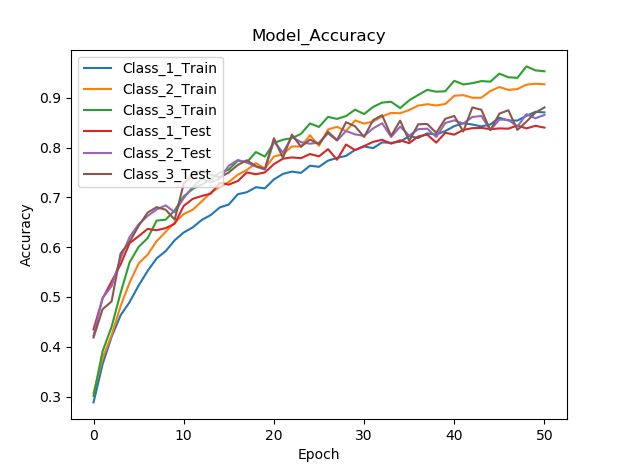 Model_Accuracy
Class_1_Train
Class_2_Train
Class_3_Train
Class_1_Test
Class_2_Test
Class_3_Test
0.9
0.8
0.7
0.6
0.5
0.4
0.3
Accuracy
0 10 20 30 40 50
Epoch